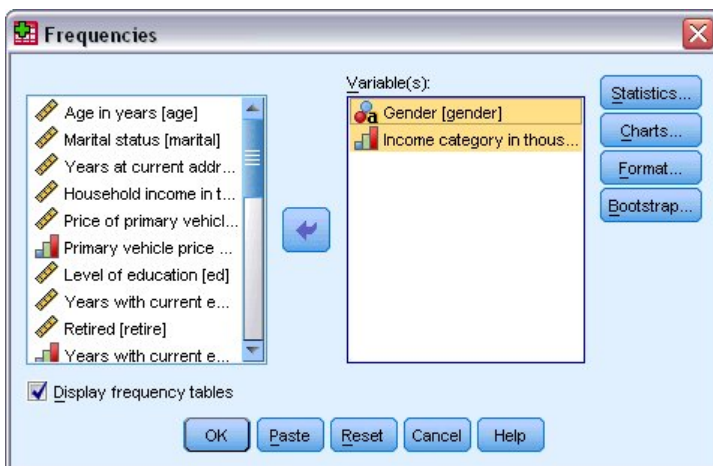 Frequencies
Age in years [age]
Marital status [marital]
Years at current addr...
Household income in t...
Price of primary vehicl...
Primary vehicle price ...
Level of education [ed]
Years with current e...
Retired [retire]
Years with current e...
Variable(s):
Gender [gender]
Income category in thous...
Statistics...
Charts...
Format...
Bootstrap...
Display frequency tables
OK
Paste
Reset
Cancel
Help